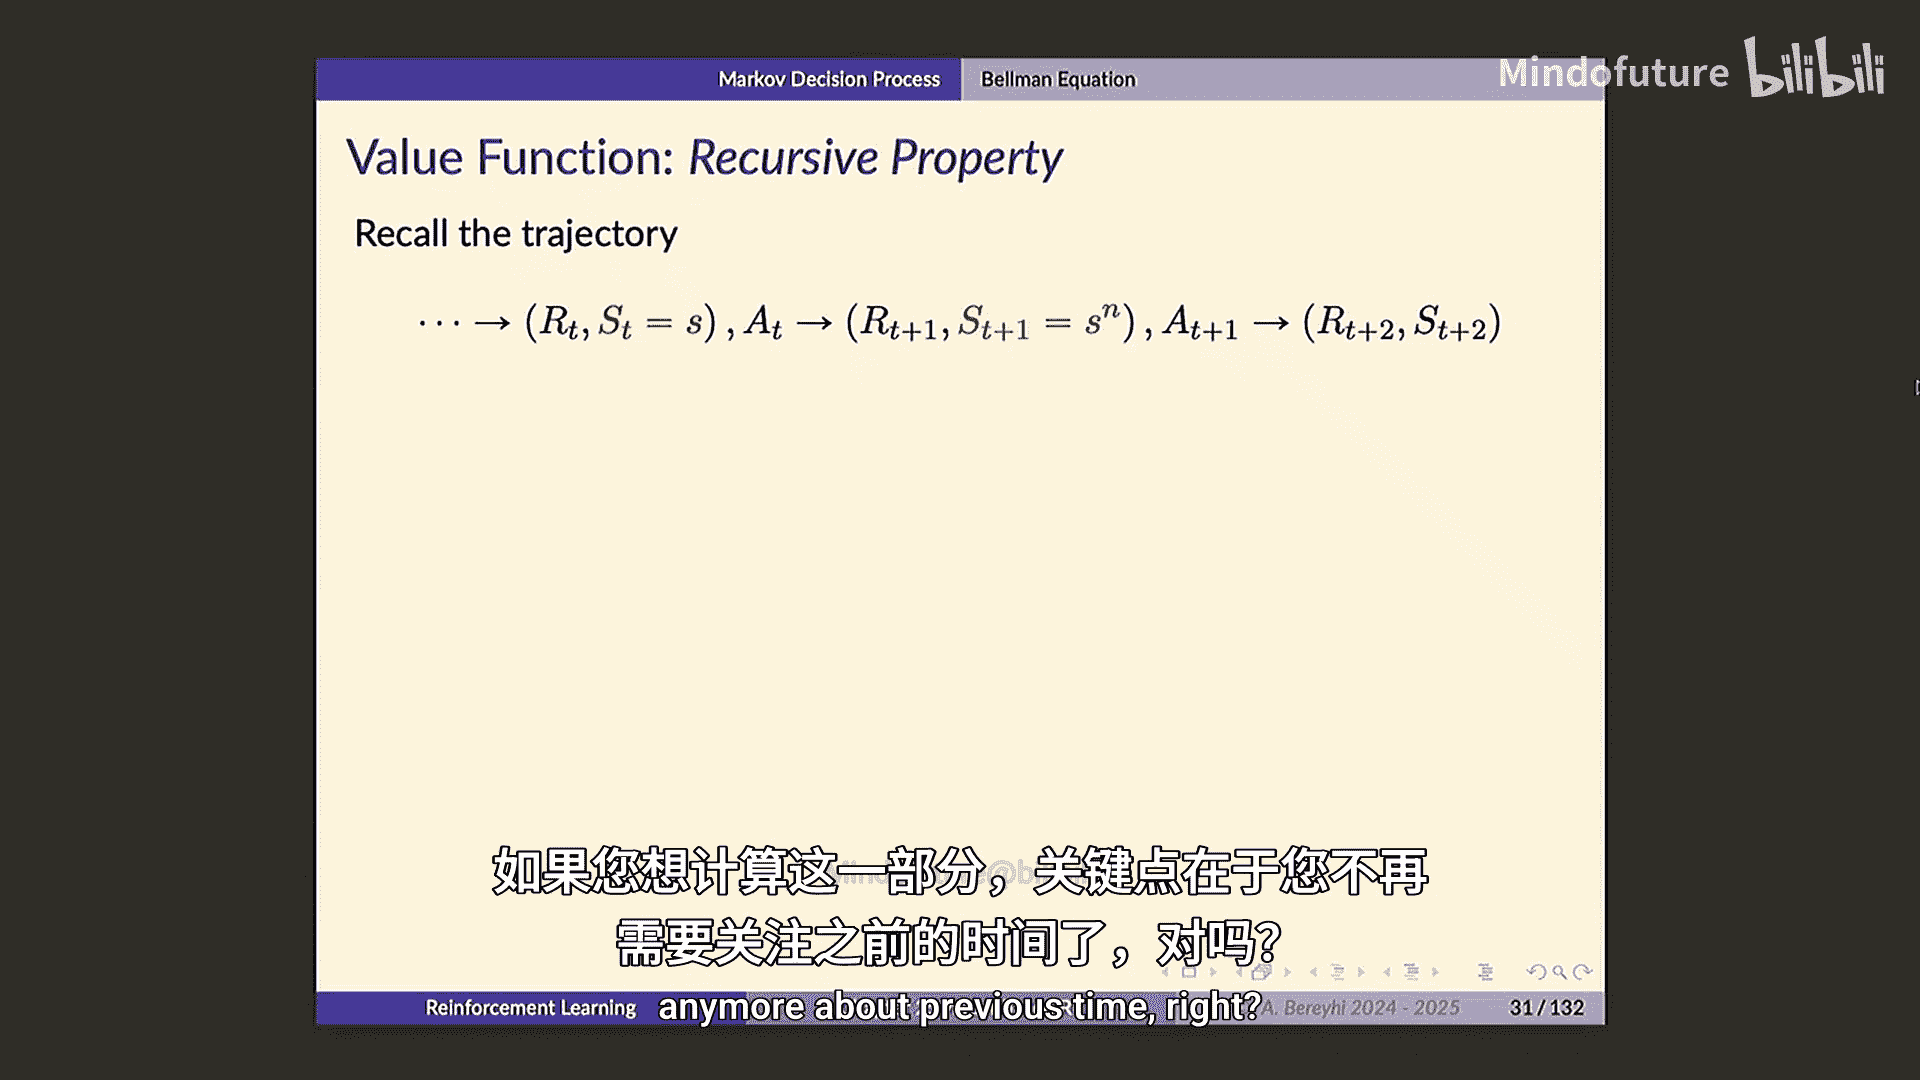 Mindofuture bilibili
Markov Decision Process Bellman Equation
Value Function: Recursive Property
Recall the trajectory
⋯ → (R_t, S_t = s), A_t → (R_{t+1}, S_{t+1} = s^n), A_{t+1} → (R_{t+2}, S_{t+2})
如果您想计算这一部分，关键点在于您不再
需要关注之前的时间了，对吗？
Reinforcement Learning A. Bereyhi 2024 - 2025 31 / 132
anymore about previous time, right?